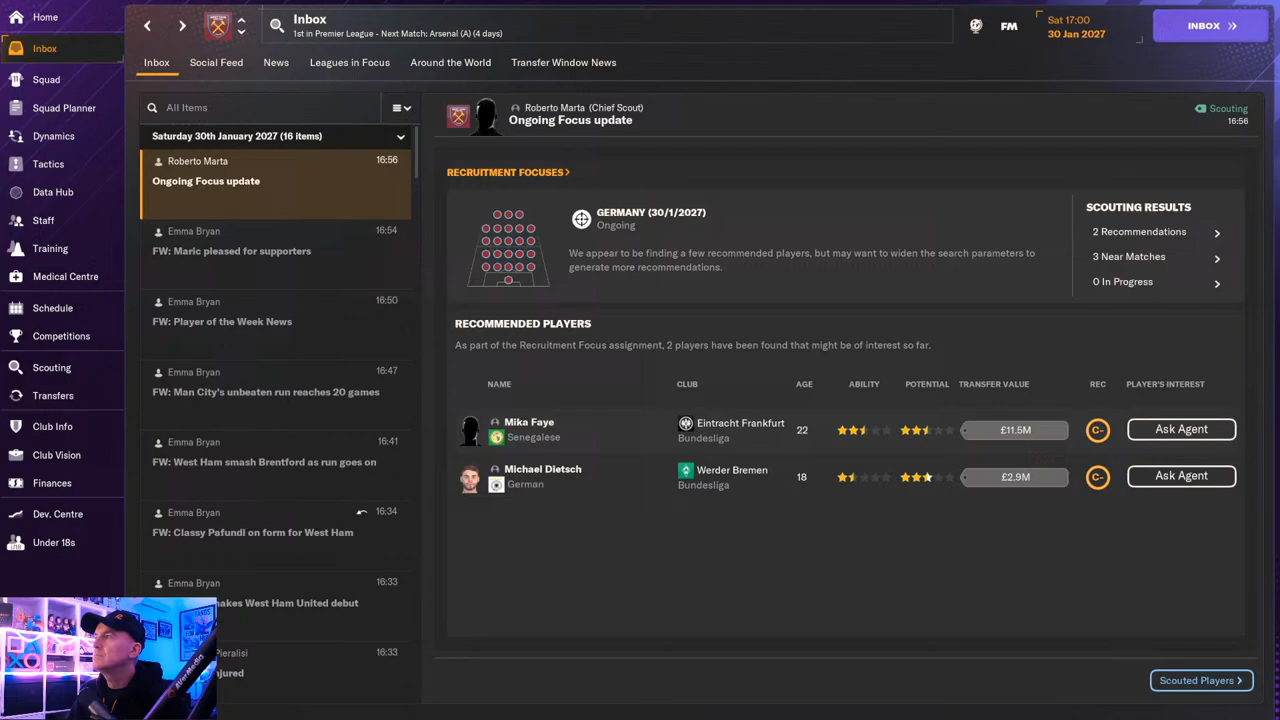 Home
Inbox
Squad
Squad Planner
Dynamics
Tactics
Data Hub
Staff
Training
Medical Centre
Schedule
Competitions
Scouting
Transfers
Club Info
Club Vision
Finances
Dev. Centre
Under 18s
Inbox
1st in Premier League - Next Match: Arsenal (A) (4 days)
FM
Sat 17:00
30 Jan 2027
INBOX
Inbox
Social Feed
News
Leagues in Focus
Around the World
Transfer Window News
All Items
Saturday 30th January 2027 (16 items)
Roberto Marta 16:56
Ongoing Focus update
Emma Bryan 16:54
FW: Maric pleased for supporters
Emma Bryan 16:50
FW: Player of the Week News
Emma Bryan 16:47
FW: Man City's unbeaten run reaches 20 games
Emma Bryan 16:41
FW: West Ham smash Brentford as run goes on
Emma Bryan 16:34
FW: Classy Pafundi on form for West Ham
Emma Bryan 16:33
makes West Ham United debut
Pieralisi 16:33
Roberto Marta (Chief Scout)
Ongoing Focus update
Scouting
16:56
RECRUITMENT FOCUSES
GERMANY (30/1/2027)
Ongoing
We appear to be finding a few recommended players, but may want to widen the search parameters to
generate more recommendations.
SCOUTING RESULTS
2 Recommendations
3 Near Matches
0 In Progress
RECOMMENDED PLAYERS
As part of the Recruitment Focus assignment, 2 players have been found that might be of interest so far.
NAME CLUB AGE ABILITY POTENTIAL TRANSFER VALUE REC PLAYER'S INTEREST
Mika Faye
Senegalese
Eintracht Frankfurt
Bundesliga
22
£11.5M
C-
Ask Agent
Michael Dietsch
German
Werder Bremen
Bundesliga
18
£2.9M
C-
Ask Agent
Scouted Players
AVerMedia